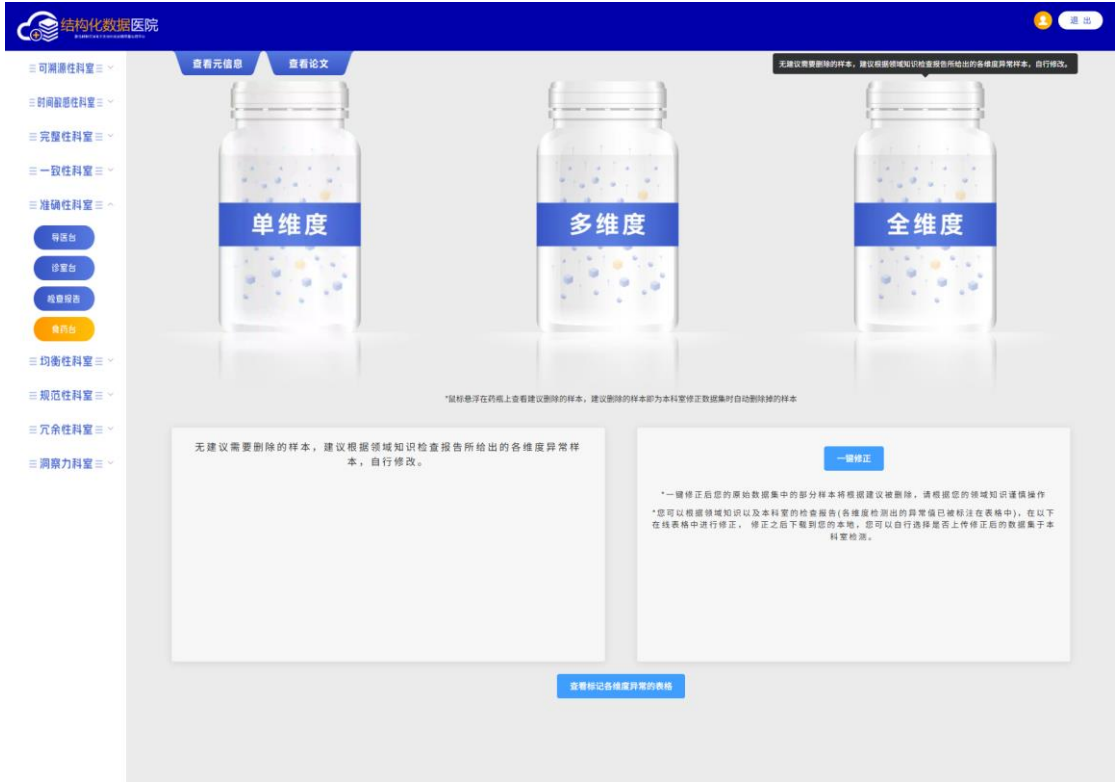 结构化数据医院
退出
查看元信息
查看论文
无建议需要删除的样本，建议根据领域知识检查报告所给出的各维度异常样本，自行修改。
可溯源性科室
时间敏感性科室
完整性科室
一致性科室
准确性科室
导医台
诊室台
检查报告
拿药台
均衡性科室
规范性科室
冗余性科室
洞察力科室
单维度
多维度
全维度
*鼠标悬浮在药瓶上查看建议删除的样本，建议删除的样本即为本科室修正数据集时自动删除掉的样本
无建议需要删除的样本，建议根据领域知识检查报告所给出的各维度异常样
本，自行修改。
一键修正
*一键修正后您的原始数据集中的部分样本将根据建议被删除，请根据您的领域知识谨慎操作
*您可以根据领域知识以及本科室的检查报告(各维度检测出的异常值已被标注在表格中)，在以下
在线表格中进行修正， 修正之后下载到您的本地，您可以自行选择是否上传修正后的数据集于本
科室检测。
查看标记各维度异常的表格